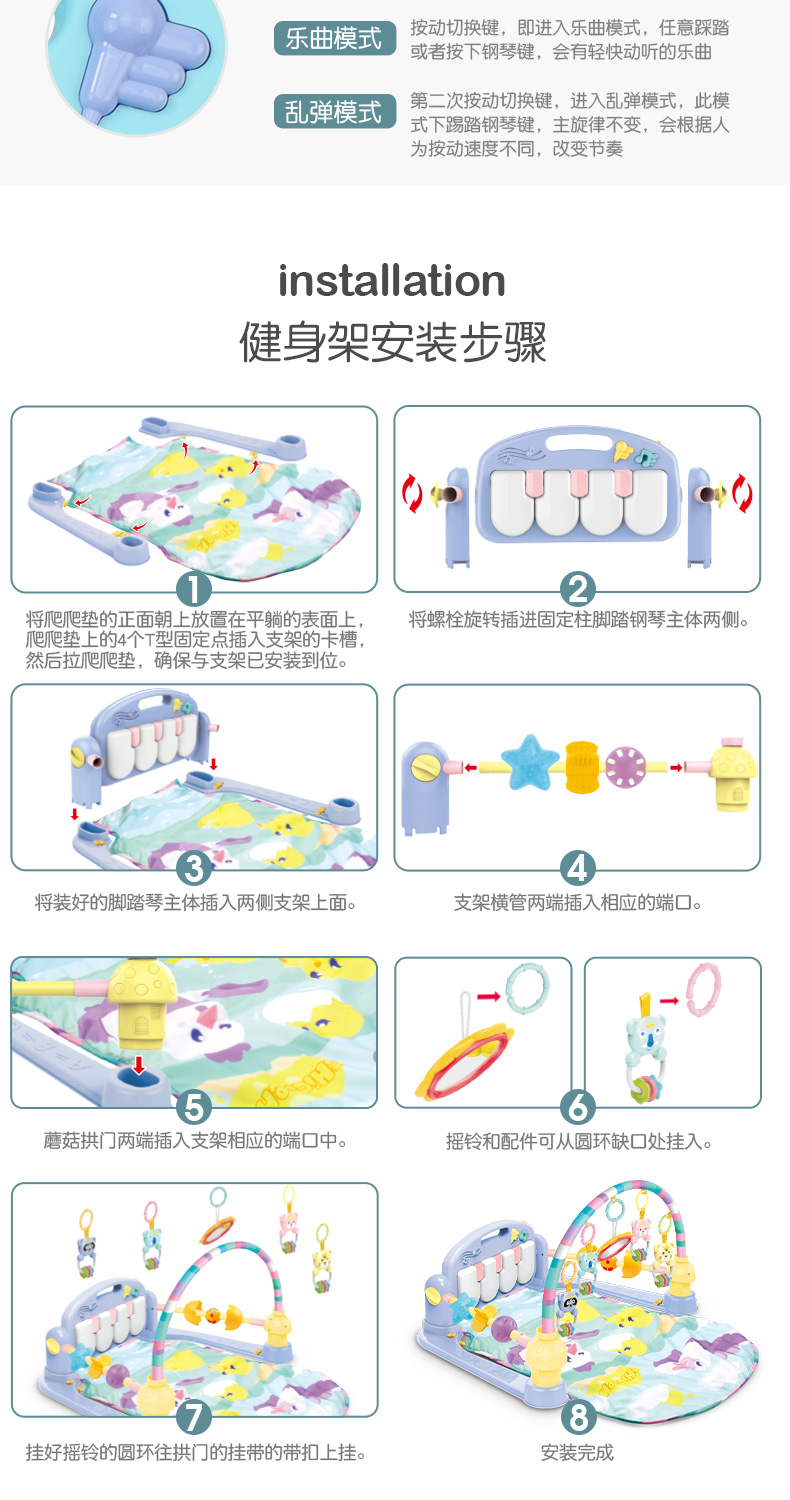 乐曲模式
按动切换键，即进入乐曲模式，任意踩踏
或者按下钢琴键，会有轻快动听的乐曲
乱弹模式
第二次按动切换键，进入乱弹模式，此模
式下踢踏钢琴键，主旋律不变，会根据人
为按动速度不同，改变节奏
installation
健身架安装步骤
1
将爬爬垫的正面朝上放置在平躺的表面上，
爬爬垫上的4个T型固定点插入支架的卡槽，
然后拉爬爬垫，确保与支架已安装到位。
2
将螺栓旋转插进固定柱脚踏钢琴主体两侧。
3
将装好的脚踏琴主体插入两侧支架上面。
4
支架横管两端插入相应的端口。
5
蘑菇拱门两端插入支架相应的端口中。
6
摇铃和配件可从圆环缺口处挂入。
7
挂好摇铃的圆环往拱门的挂带的带扣上挂。
8
安装完成